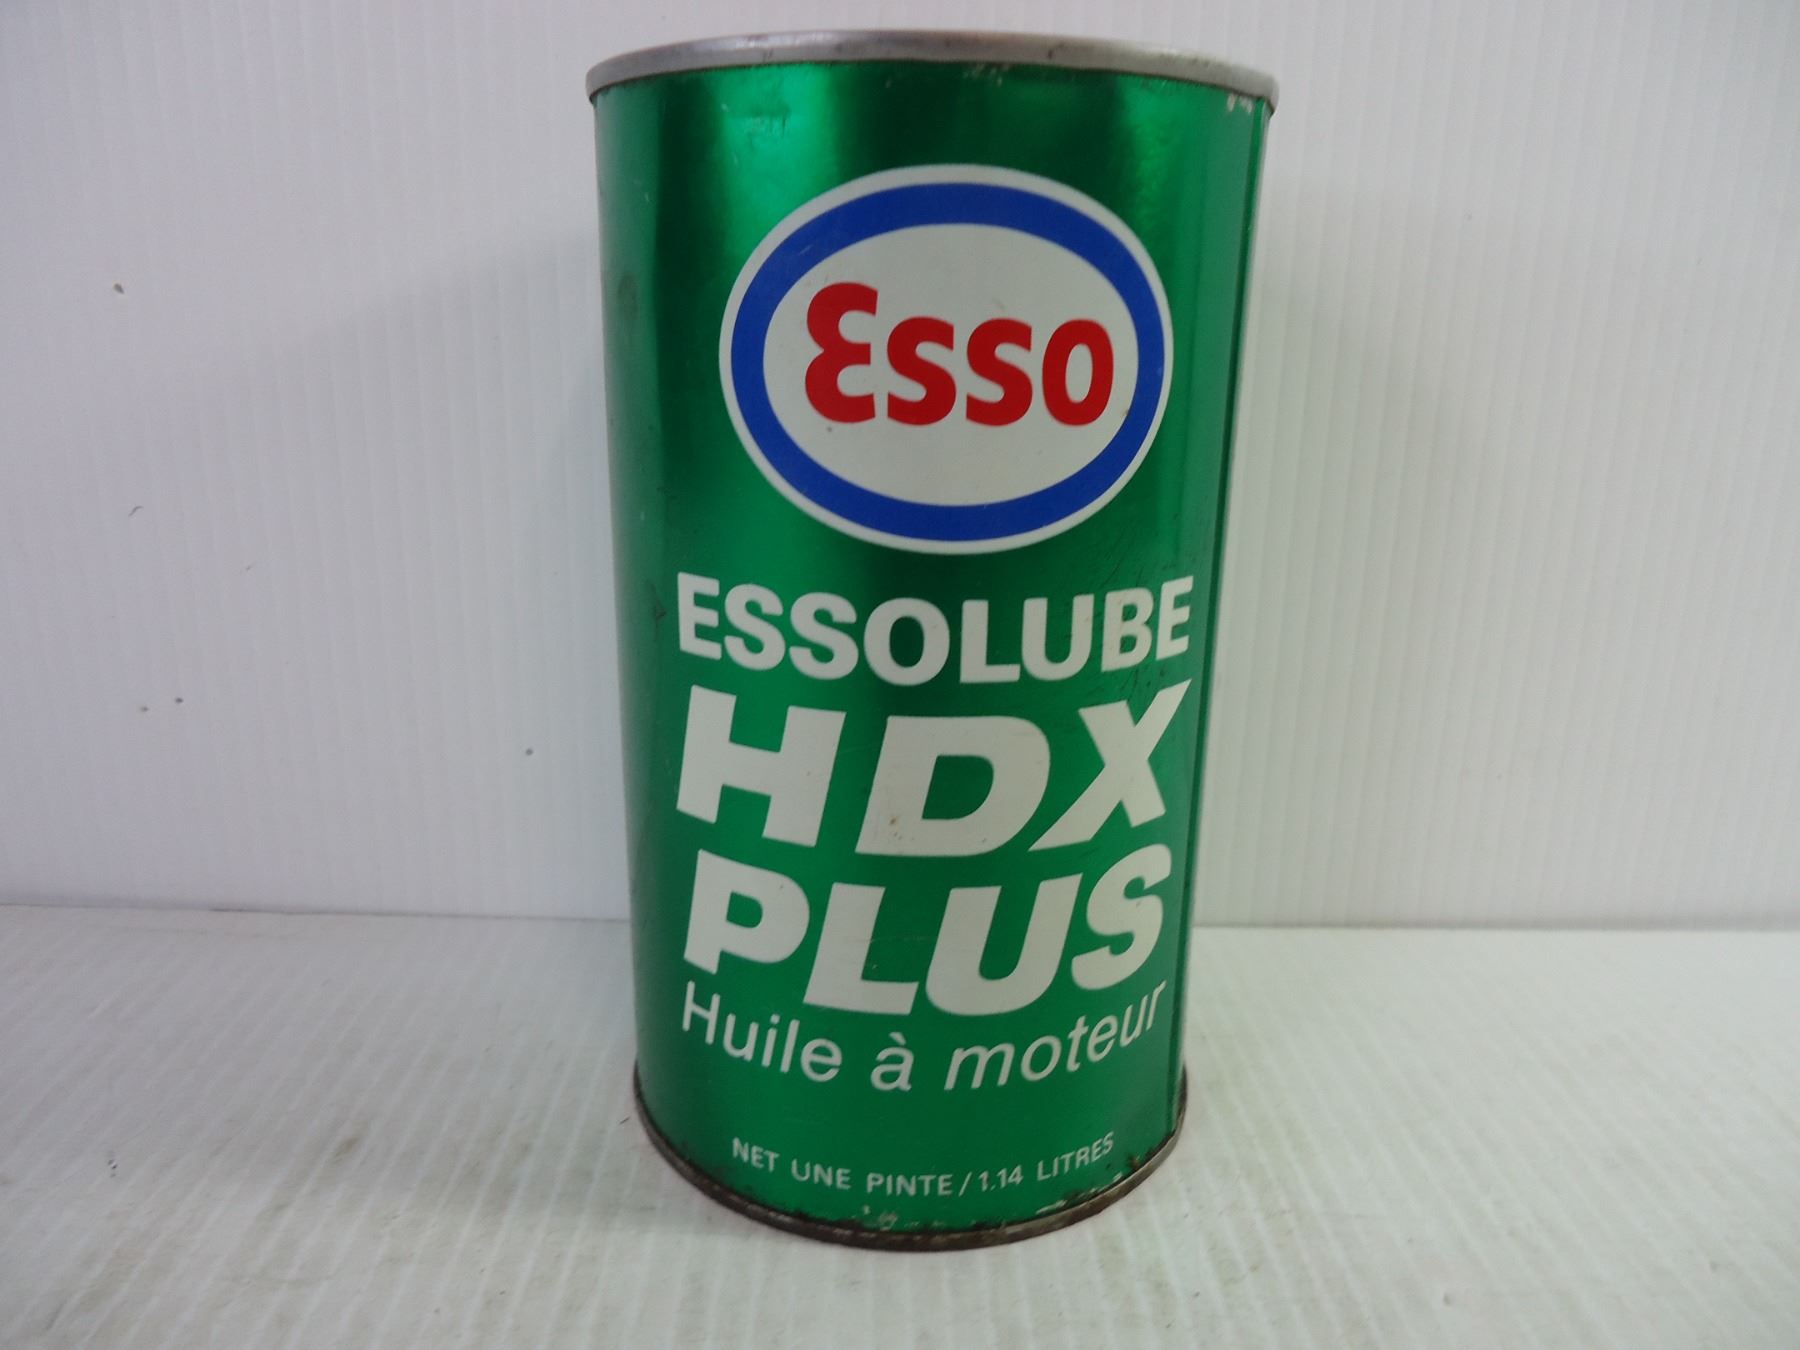 Esso
ESSOLUBE
HDX
PLUS
Huile à moteur
NET UNE PINTE/1.14 LITRES